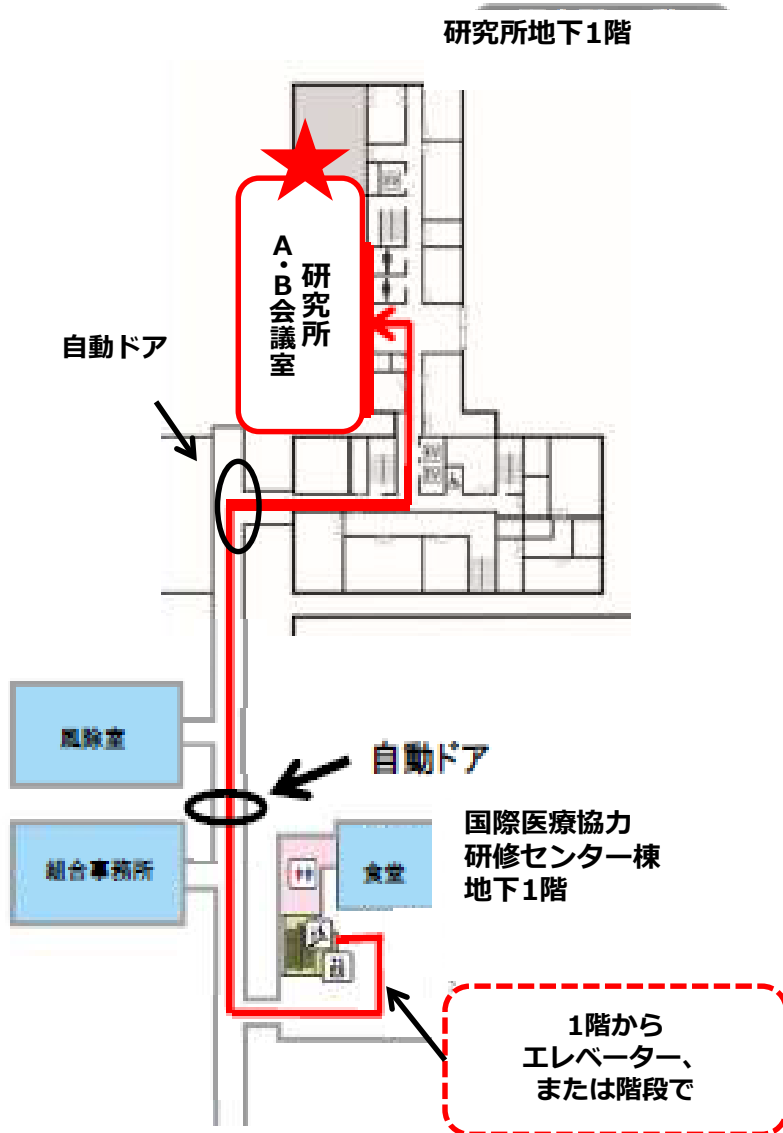 研究所地下1階
研究所
A・B会議室
自動ドア
風除室
自動ドア
組合事務所
食堂
国際医療協力
研修センター棟
地下1階
1階から
エレベーター、
または階段で